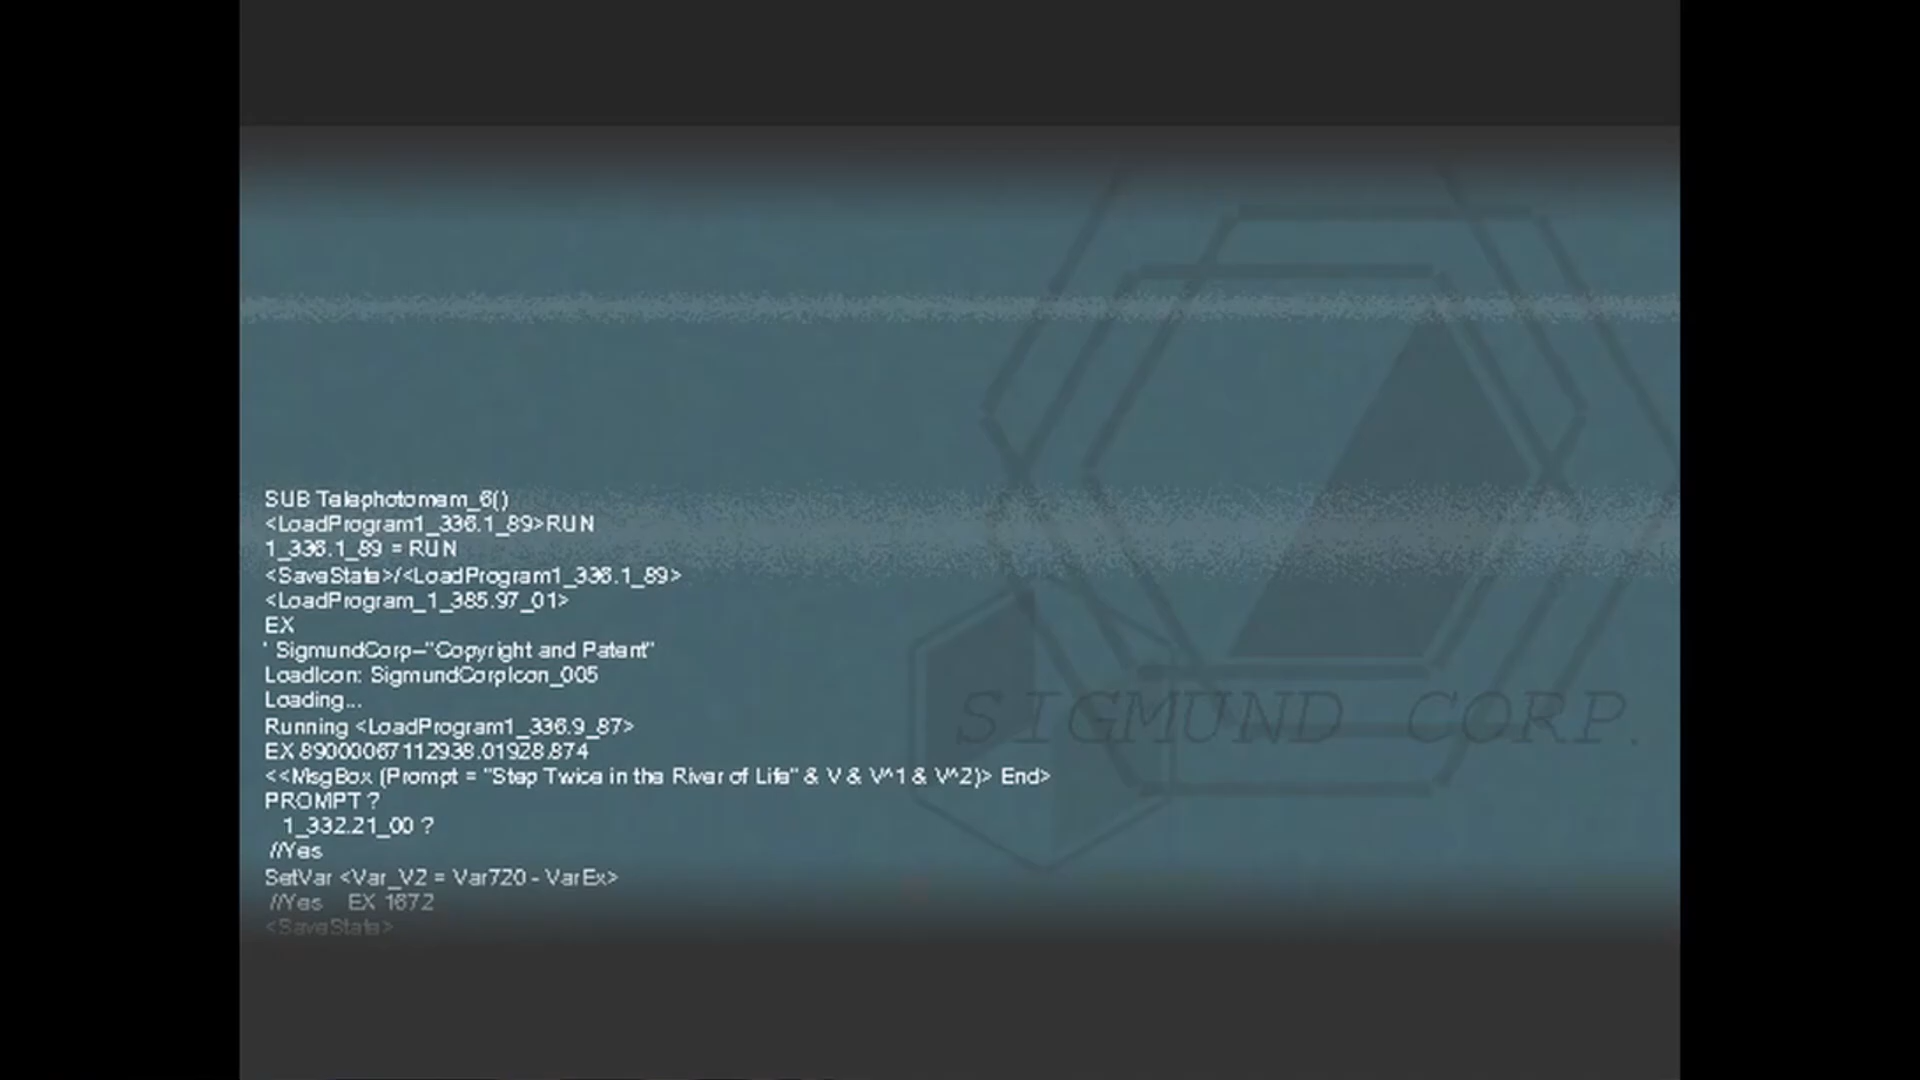 SUB Telephotomem_6()
<LoadProgram1_336.1_89>RUN
1_336.1_89 = RUN
<SaveState>/<LoadProgram1_336.1_89>
<LoadProgram_1_385.97_01>
EX
' SigmundCorp–"Copyright and Patent"
LoadIcon: SigmundCorpIcon_005
Loading...
Running <LoadProgram1_336.9_87>
EX 89000067112938.01928.874
<<MsgBox (Prompt = "Step Twice in the River of Life" & V & V^1 & V^2)> End>
PROMPT ?
1_332.21_00 ?
//Yes
SetVar <Var_V2 = Var720 - VarEx>
//Yes EX 1672
<SaveState>
SIGMUND CORP.